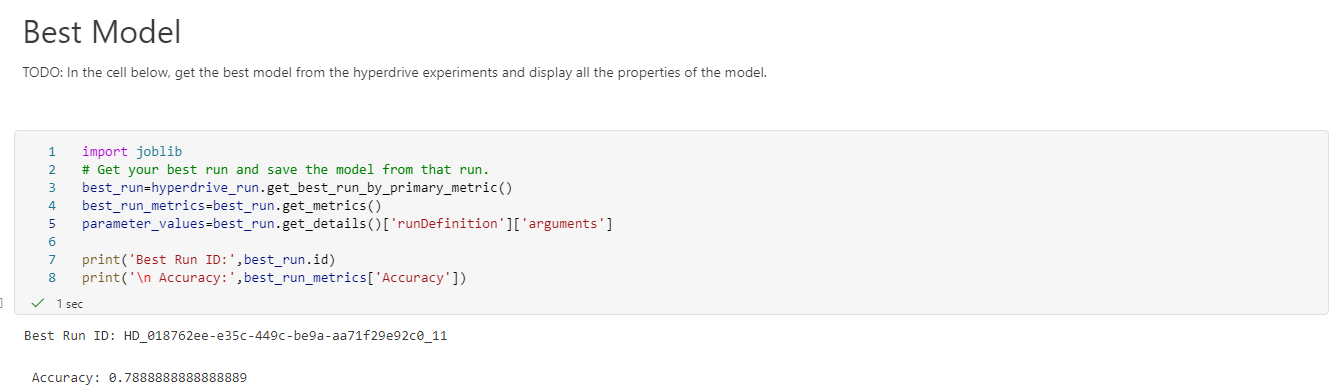 Best Model
TODO: In the cell below, get the best model from the hyperdrive experiments and display all the properties of the model.
1 import joblib
2 # Get your best run and save the model from that run.
3 best_run=hyperdrive_run.get_best_run_by_primary_metric()
4 best_run_metrics=best_run.get_metrics()
5 parameter_values=best_run.get_details()['runDefinition']['arguments']
6
7 print('Best Run ID:',best_run.id)
8 print('\n Accuracy:',best_run_metrics['Accuracy'])
1 sec
Best Run ID: HD_018762ee-e35c-449c-be9a-aa71f29e92c0_11
Accuracy: 0.7888888888888889